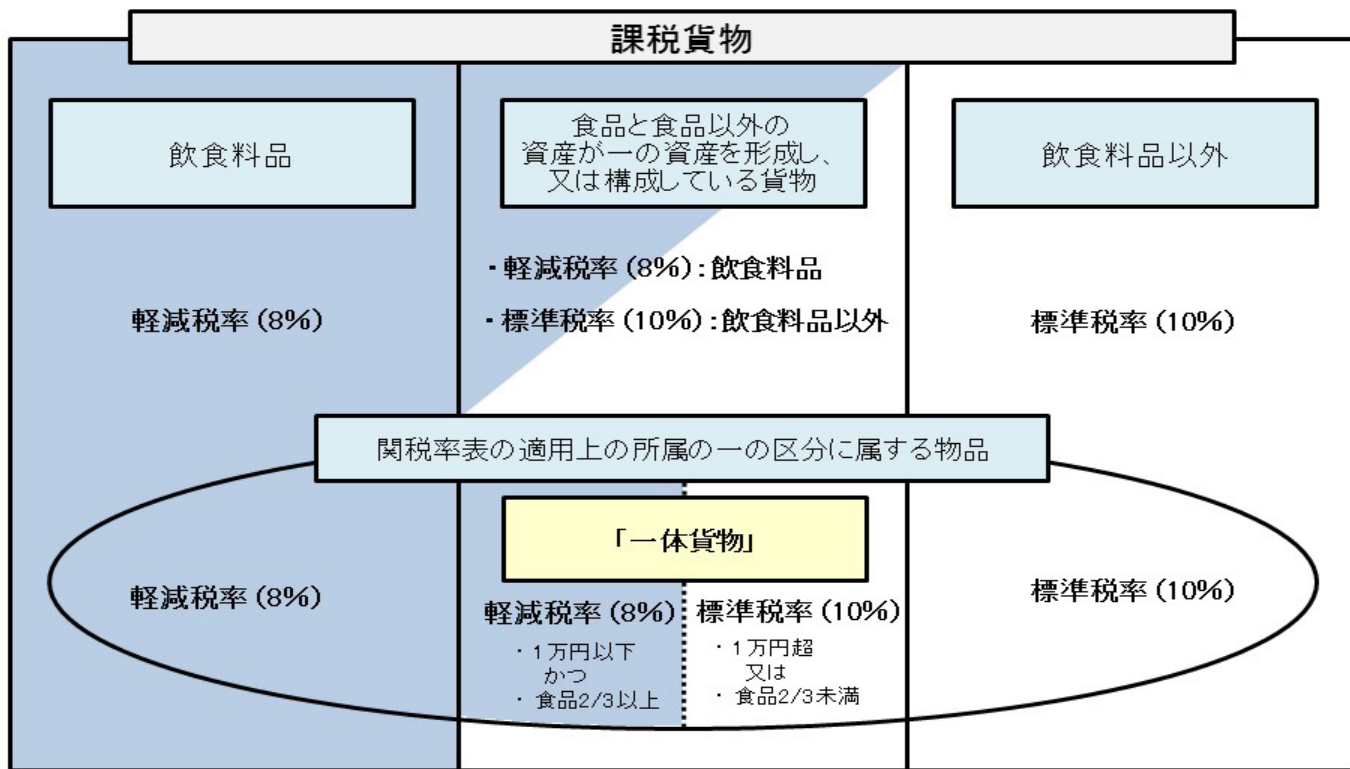 課税貨物
飲食料品
食品と食品以外の
資産が一の資産を形成し、
又は構成している貨物
飲食料品以外
軽減税率(8%)
・軽減税率(8%):飲食料品
・標準税率(10%):飲食料品以外
標準税率(10%)
関税率表の適用上の所属の一の区分に属する物品
「一体貨物」
軽減税率(8%)
軽減税率(8%)
・1万円以下
かつ
・食品2/3以上
標準税率(10%)
・1万円超
又は
・食品2/3未満
標準税率(10%)